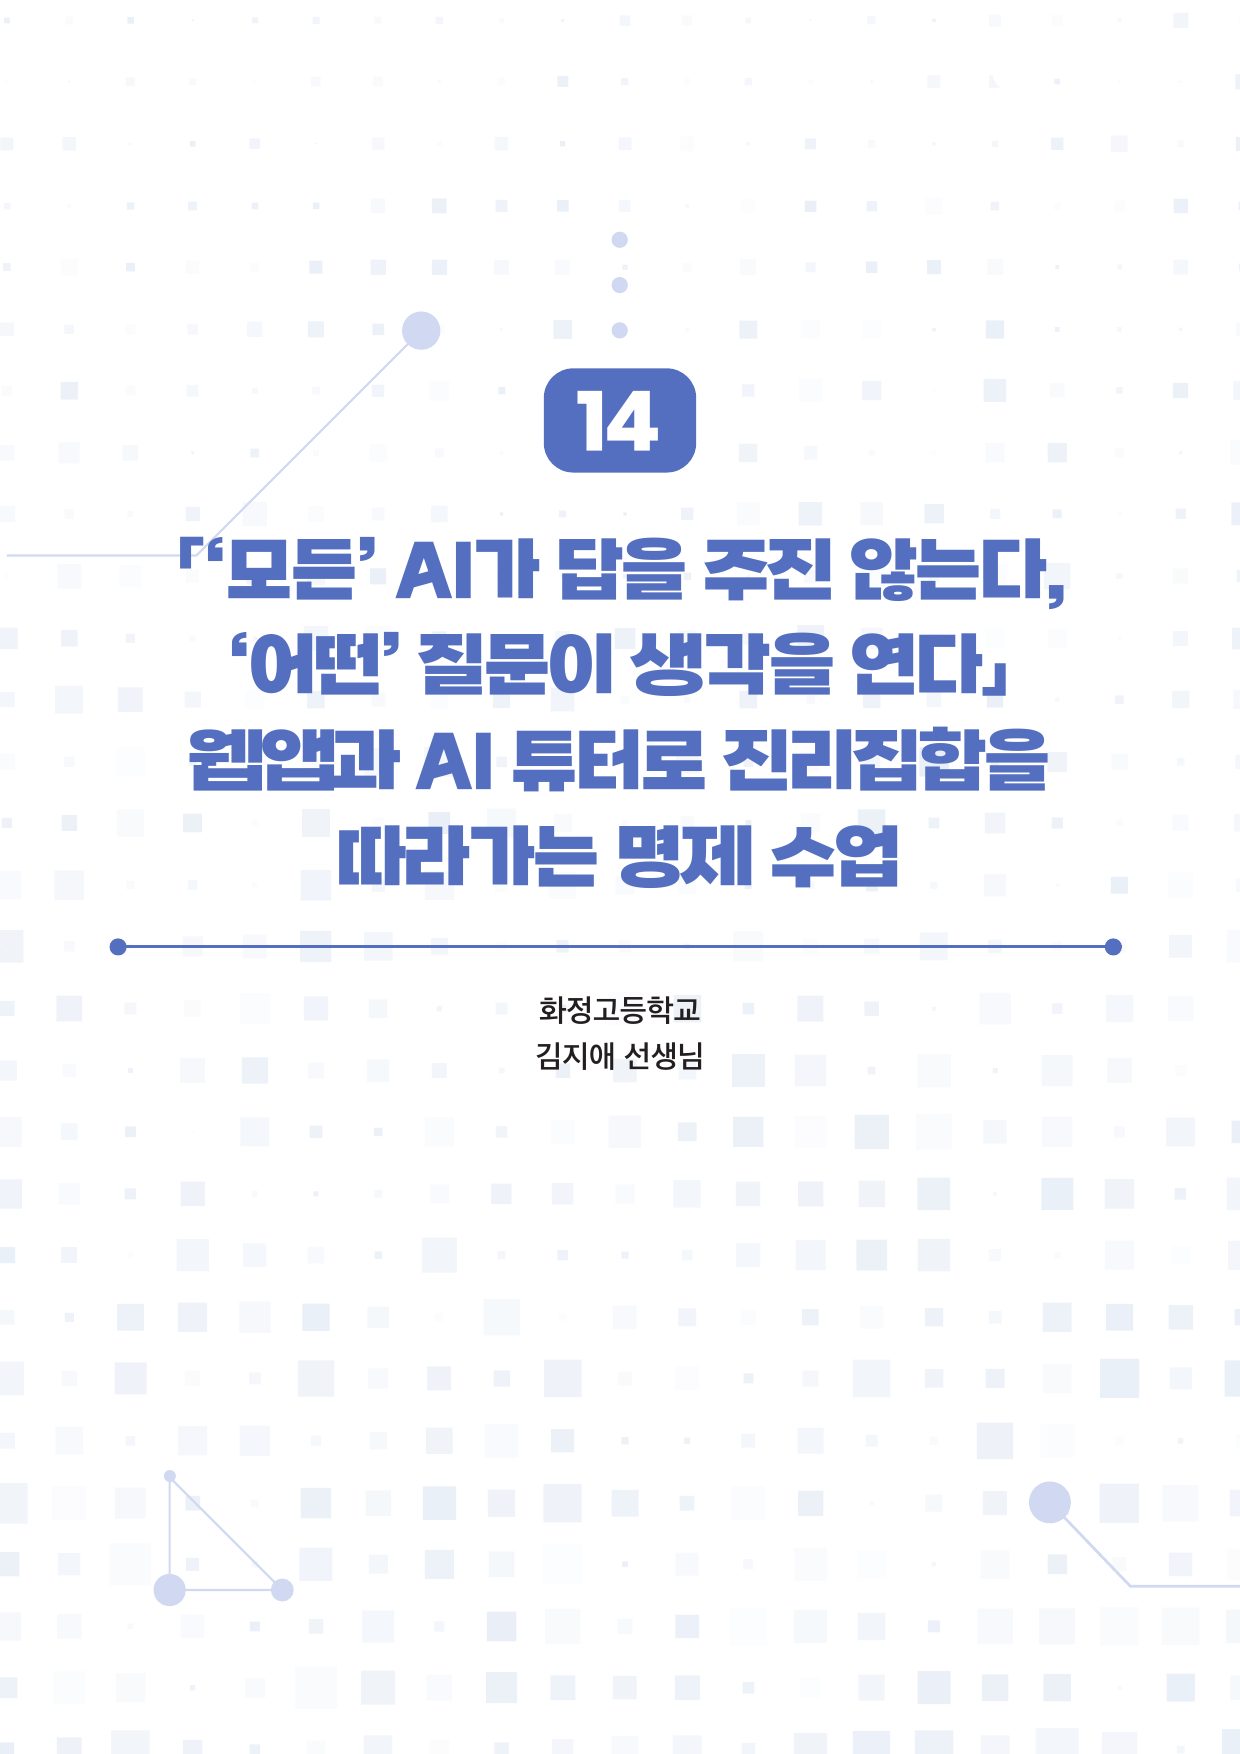 14
「‘모든’ AI가 답을 주진 않는다,
‘어떤’ 질문이 생각을 연다」
웹앱과 AI 튜터로 진리집합을
따라가는 명제 수업
화정고등학교
김지애 선생님